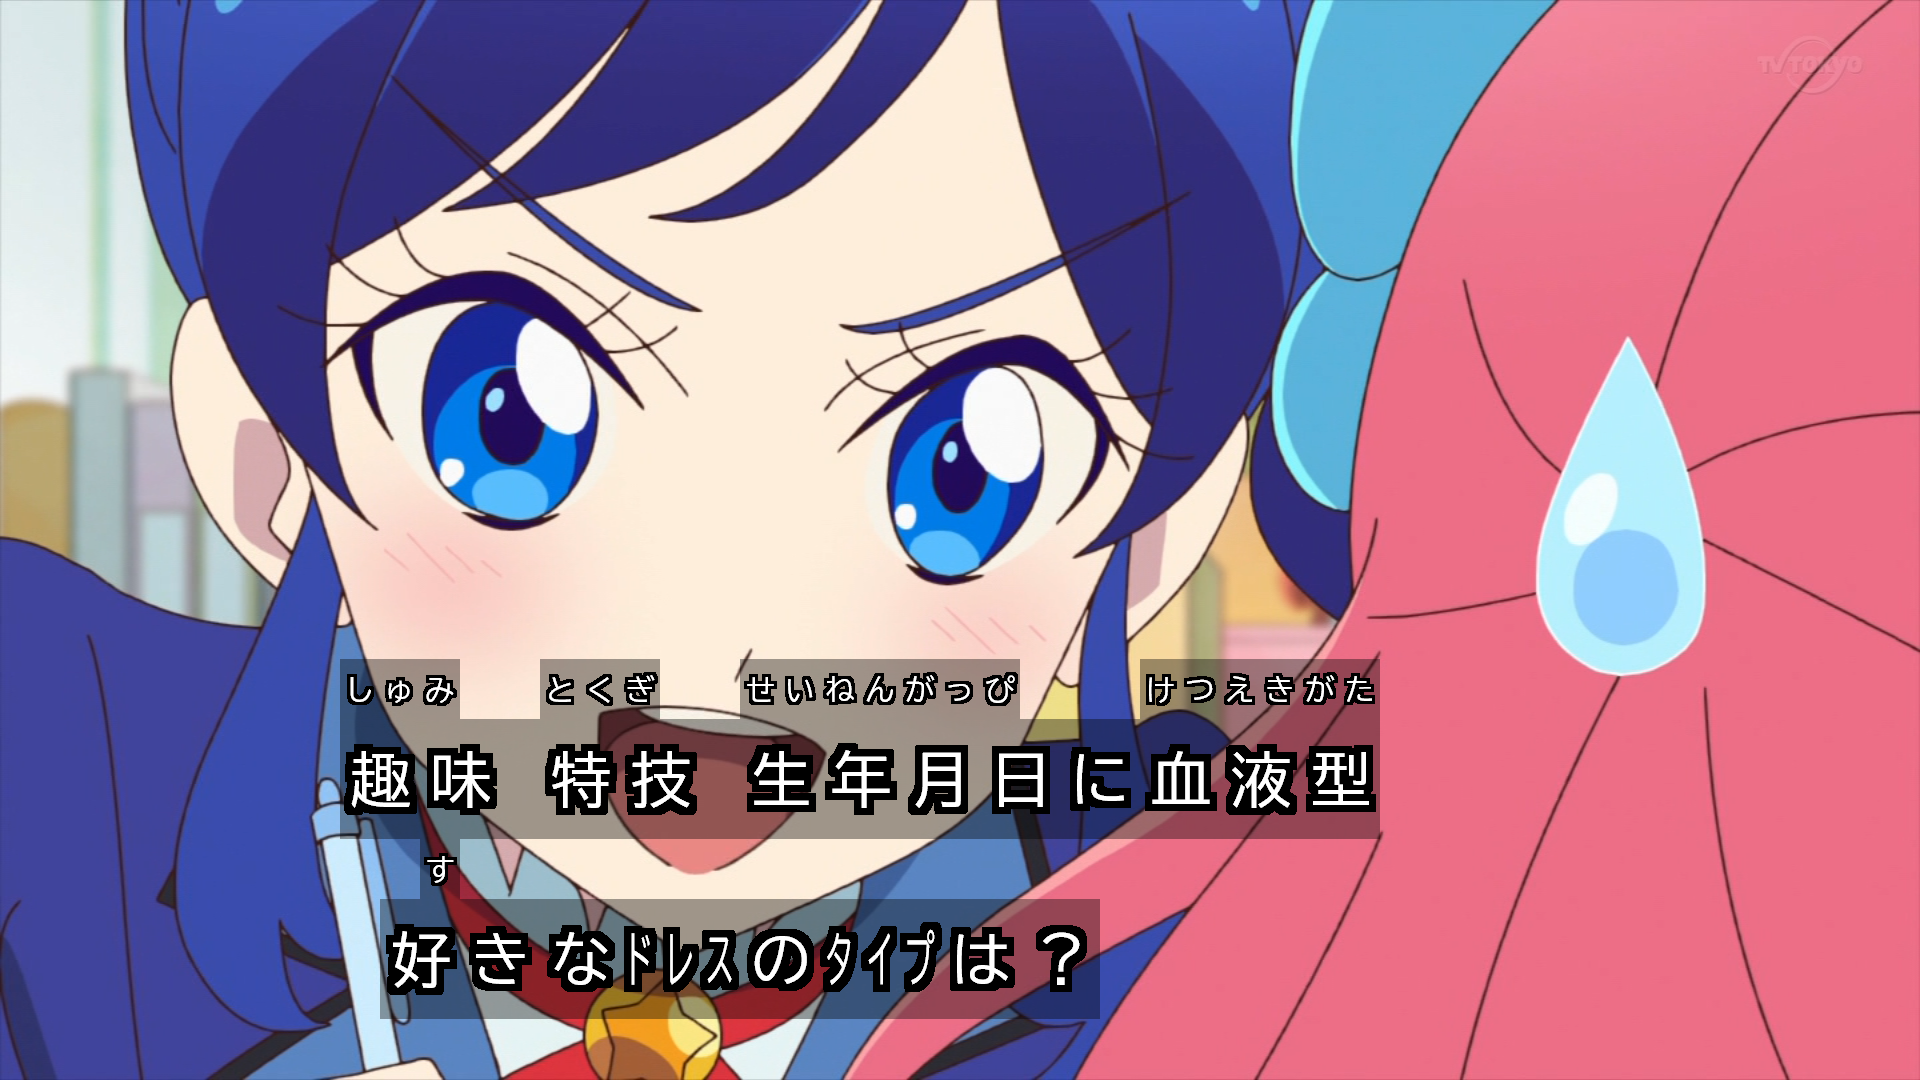 TV TOKYO
しゅみ とくぎ せいねんがっぴ けつえきがた
趣味 特技 生年月日に血液型
す
好きなﾄﾞﾚｽのﾀｲﾌﾟは？